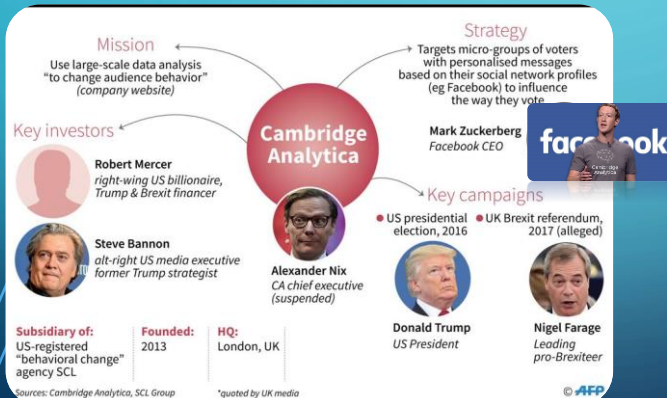 Mission
Use large-scale data analysis
“to change audience behavior”
(company website)
Strategy
Targets micro-groups of voters
with personalised messages
based on their social network profiles
(eg Facebook) to influence
the way they vote
Key investors
Robert Mercer
right-wing US billionaire,
Trump & Brexit financer
Steve Bannon
alt-right US media executive
former Trump strategist
Cambridge
Analytica
Alexander Nix
CA chief executive
(suspended)
Mark Zuckerberg
Facebook CEO
Cambridge
Analytica
Key campaigns
• US presidential
election, 2016
• UK Brexit referendum,
2017 (alleged)
Donald Trump
US President
Nigel Farage
Leading
pro-Brexiteer
Subsidiary of:
US-registered
“behavioral change”
agency SCL
Founded:
2013
HQ:
London, UK
Sources: Cambridge Analytica, SCL Group
*quoted by UK media
© AFP